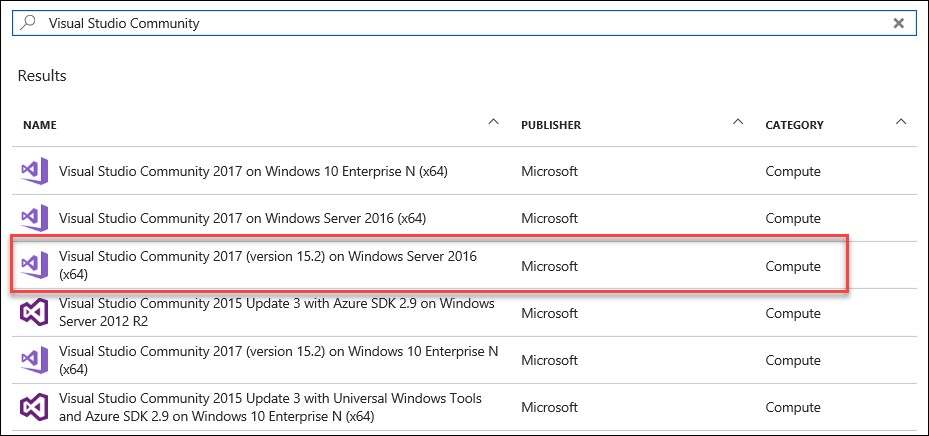 Visual Studio Community
Results
NAME PUBLISHER CATEGORY
Visual Studio Community 2017 on Windows 10 Enterprise N (x64) Microsoft Compute
Visual Studio Community 2017 on Windows Server 2016 (x64) Microsoft Compute
Visual Studio Community 2017 (version 15.2) on Windows Server 2016
(x64) Microsoft Compute
Visual Studio Community 2015 Update 3 with Azure SDK 2.9 on Windows
Server 2012 R2 Microsoft Compute
Visual Studio Community 2017 (version 15.2) on Windows 10 Enterprise N
(x64) Microsoft Compute
Visual Studio Community 2015 Update 3 with Universal Windows Tools
and Azure SDK 2.9 on Windows 10 Enterprise N (x64) Microsoft Compute